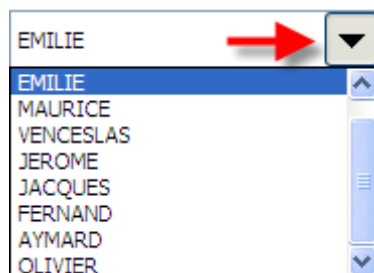 EMILIE
EMILIE
MAURICE
VENCESLAS
JEROME
JACQUES
FERNAND
AYMARD
OLIVIER